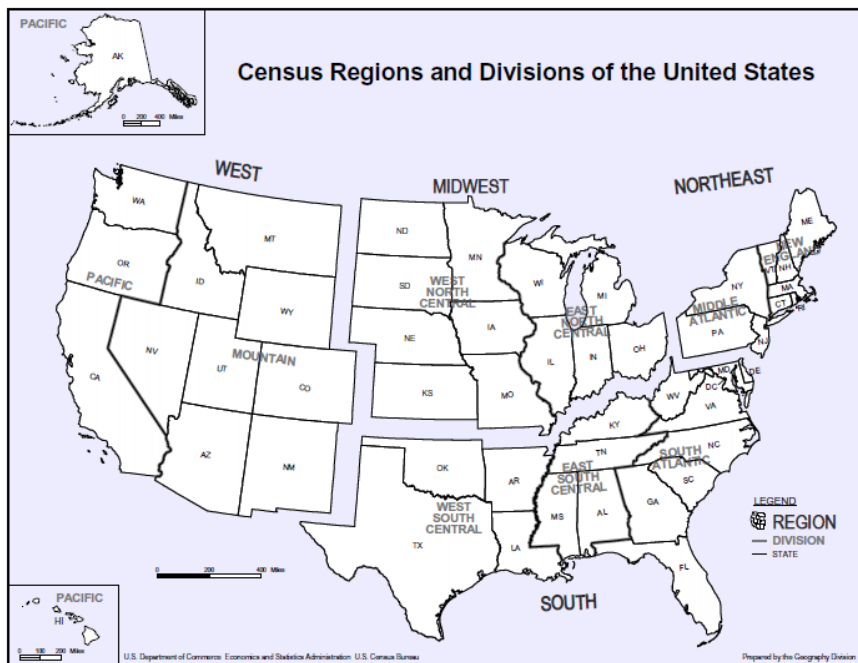 PACIFIC
AK
0 200 400 Miles
Census Regions and Divisions of the United States
WEST
MIDWEST
NORTHEAST
WA
MT
ND
MN
ME
OR
ID
SD
WI
MI
NY
VT
NH
NEW
ENGLAND
PACIFIC
WY
WEST
NORTH
CENTRAL
MA
CT
RI
MIDDLE
ATLANTIC
IA
EAST
NORTH
CENTRAL
PA
NJ
NV
UT
MOUNTAIN
NE
IL
IN
OH
CA
CO
KS
MO
WV
MD
DE
DC
VA
KY
AZ
NM
OK
AR
TN
NC
SOUTH
ATLANTIC
EAST
SOUTH
CENTRAL
SC
WEST
SOUTH
CENTRAL
TX
LA
MS
AL
GA
FL
LEGEND
REGION
DIVISION
STATE
0 200 400 Miles
SOUTH
PACIFIC
HI
0 100 200 Miles
U.S. Department of Commerce Economics and Statistics Administration U.S. Census Bureau
Prepared by the Geography Division